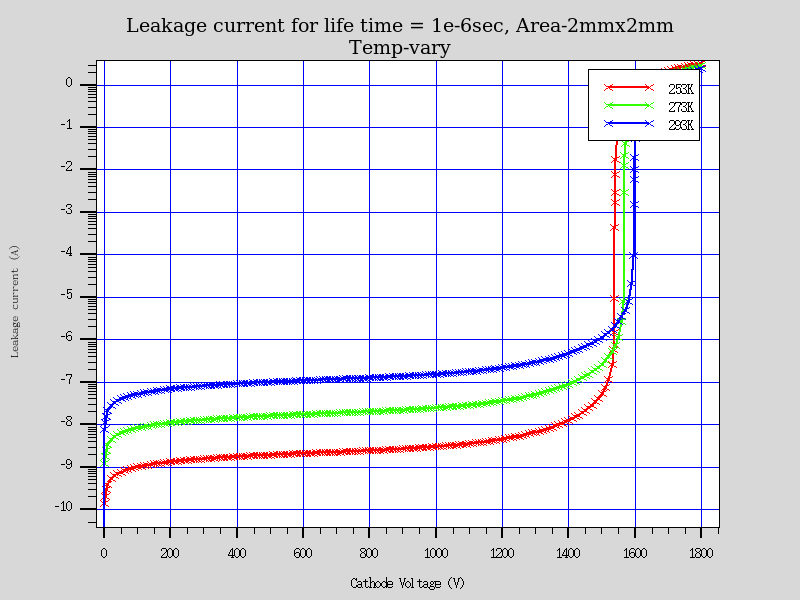 Leakage current for life time = 1e-6sec, Area-2mmx2mm
Temp-vary
253K
273K
293K
0
-1
-2
-3
-4
-5
-6
-7
-8
-9
-10
Leakage current (A)
0 200 400 600 800 1000 1200 1400 1600 1800
Cathode Voltage (V)